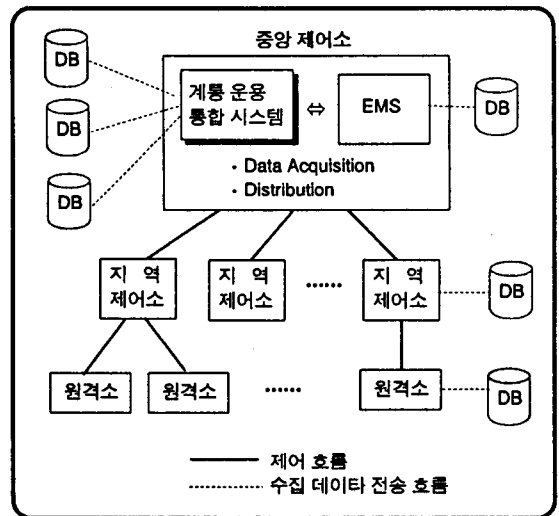 중앙 제어소
DB
DB
DB
계통 운용
통합 시스템
⇔
EMS
DB
· Data Acquisition
· Distribution
지 역
제어소
지 역
제어소
······
지 역
제어소
DB
원격소
원격소
······
원격소
DB
제어 흐름
수집 데이타 전송 흐름